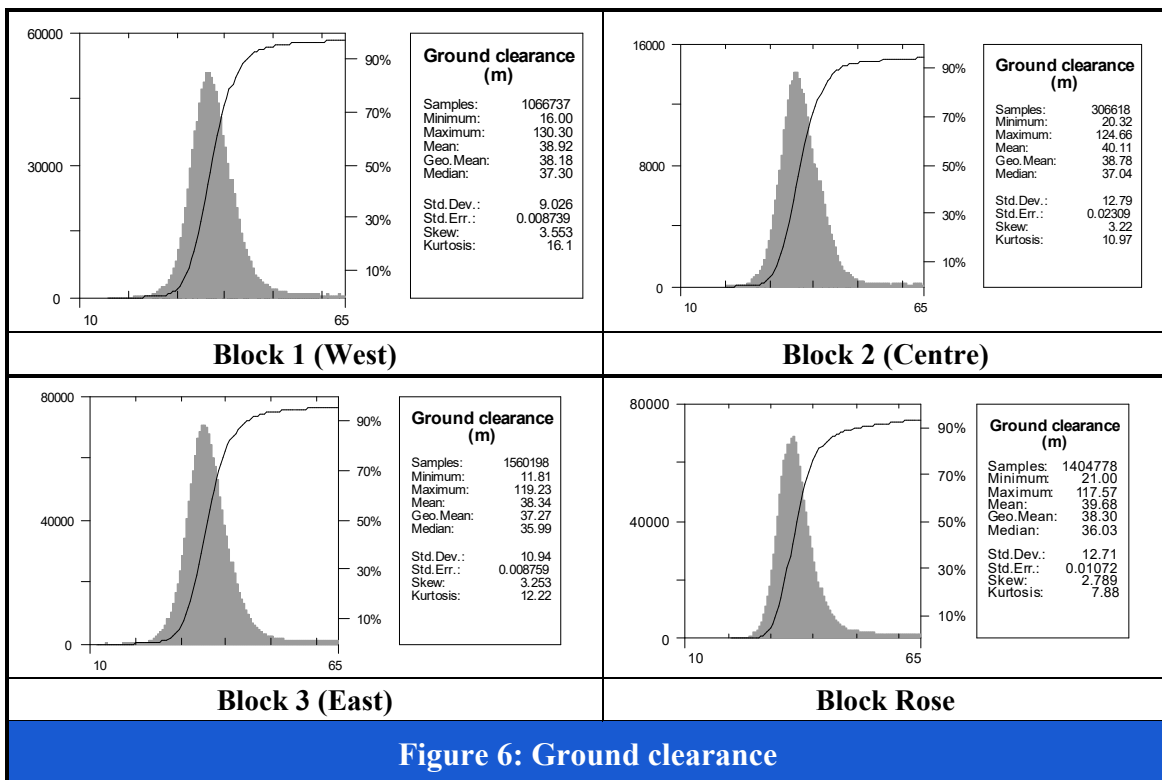 60000
30000
0
10
65
90%
70%
50%
30%
10%
Ground clearance
(m)
Samples: 1066737
Minimum: 16.00
Maximum: 130.30
Mean: 38.92
Geo.Mean: 38.18
Median: 37.30
Std.Dev.: 9.026
Std.Err.: 0.008739
Skew: 3.553
Kurtosis: 16.1
Block 1 (West)
16000
8000
0
10
65
90%
70%
50%
30%
10%
Ground clearance
(m)
Samples: 306618
Minimum: 20.32
Maximum: 124.66
Mean: 40.11
Geo.Mean: 38.78
Median: 37.04
Std.Dev.: 12.79
Std.Err.: 0.02309
Skew: 3.22
Kurtosis: 10.97
Block 2 (Centre)
80000
40000
0
10
65
90%
70%
50%
30%
10%
Ground clearance
(m)
Samples: 1560198
Minimum: 11.81
Maximum: 119.23
Mean: 38.34
Geo.Mean: 37.27
Median: 35.99
Std.Dev.: 10.94
Std.Err.: 0.008759
Skew: 3.253
Kurtosis: 12.22
Block 3 (East)
80000
40000
0
10
65
90%
70%
50%
30%
10%
Ground clearance
(m)
Samples: 1404778
Minimum: 21.00
Maximum: 117.57
Mean: 39.68
Geo.Mean: 38.30
Median: 36.03
Std.Dev.: 12.71
Std.Err.: 0.01072
Skew: 2.789
Kurtosis: 7.88
Block Rose
Figure 6: Ground clearance